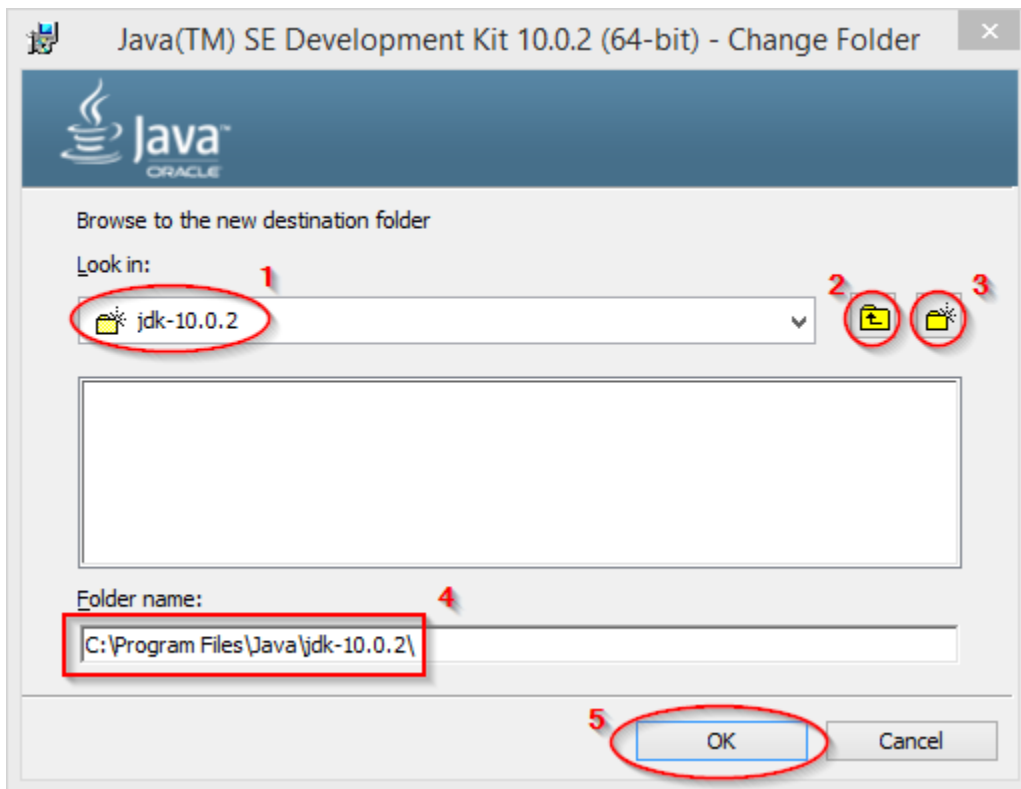 Java(TM) SE Development Kit 10.0.2 (64-bit) - Change Folder
Java™
ORACLE
Browse to the new destination folder
Look in:
1
jdk-10.0.2
2
3
Folder name:
4
C:\Program Files\Java\jdk-10.0.2\
5
OK
Cancel